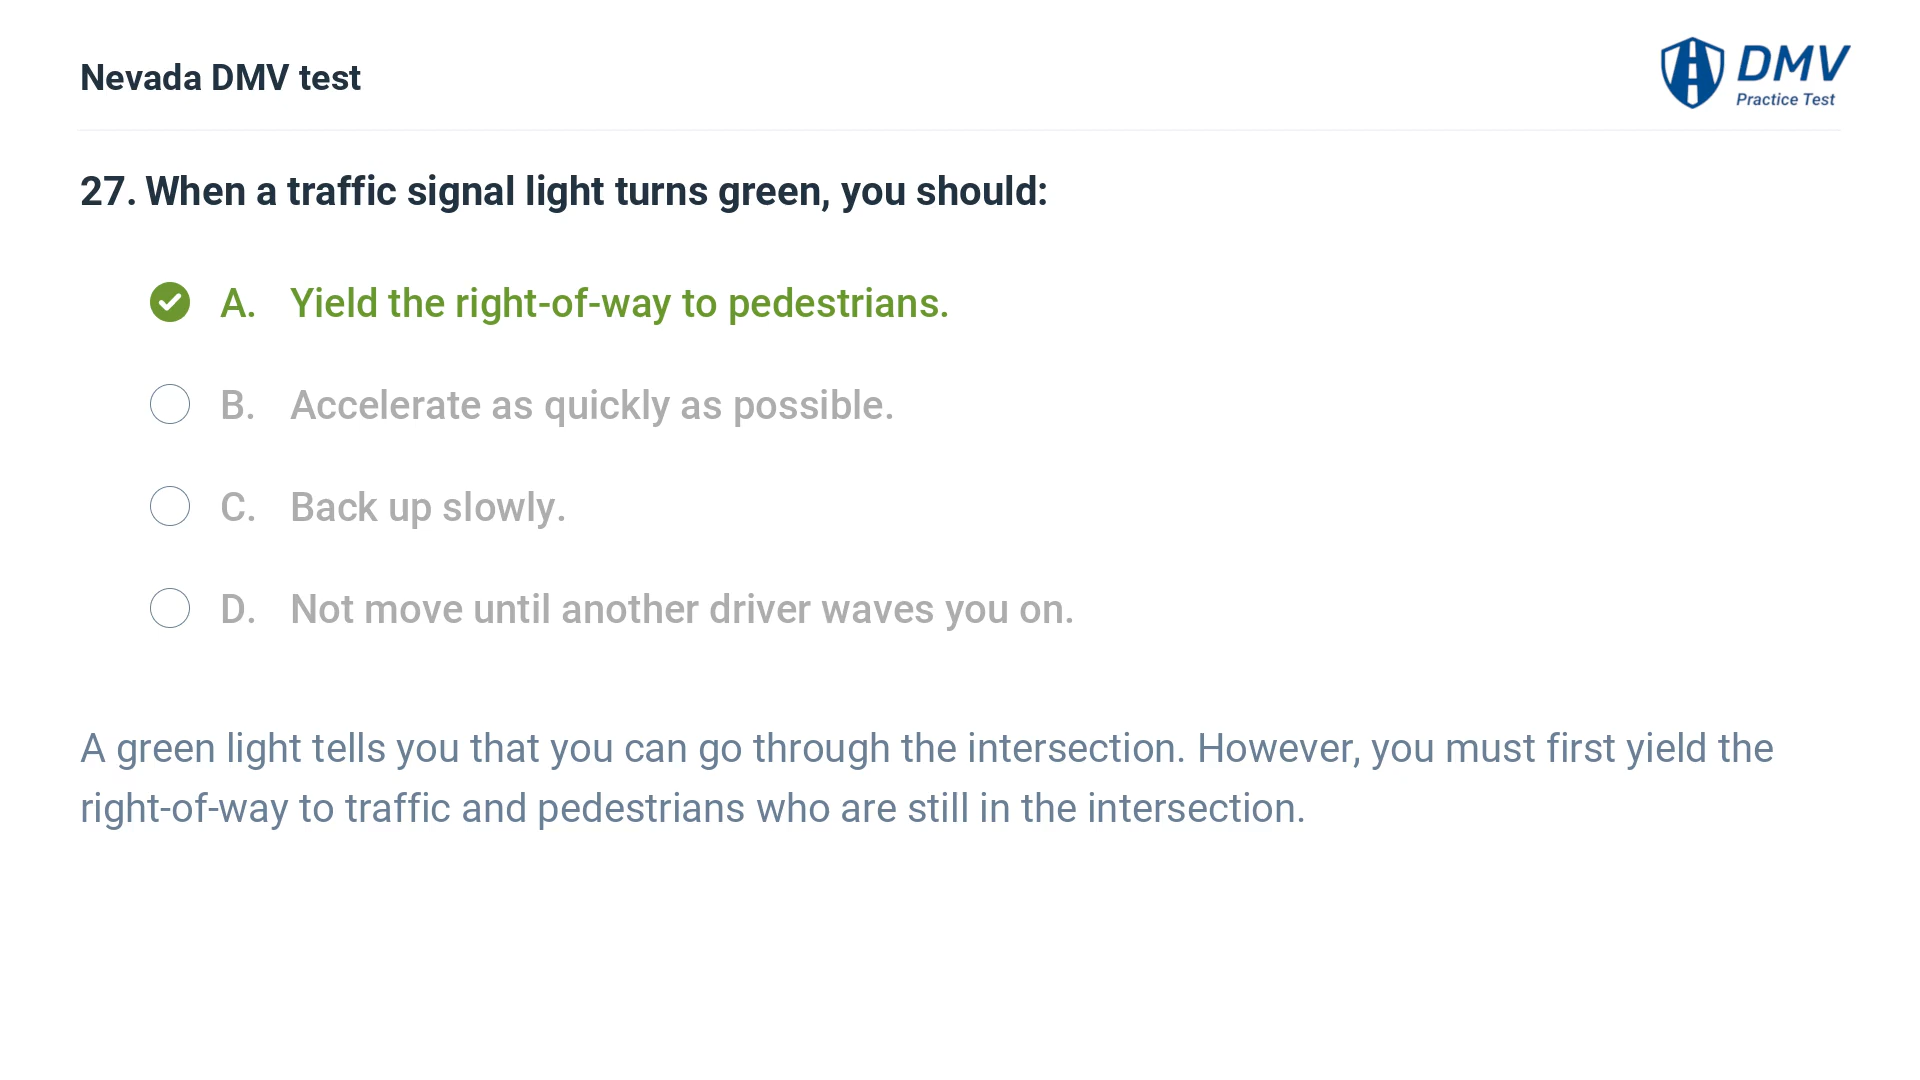 Nevada DMV test
DMV
Practice Test
27. When a traffic signal light turns green, you should:
A. Yield the right-of-way to pedestrians.
B. Accelerate as quickly as possible.
C. Back up slowly.
D. Not move until another driver waves you on.
A green light tells you that you can go through the intersection. However, you must first yield the
right-of-way to traffic and pedestrians who are still in the intersection.